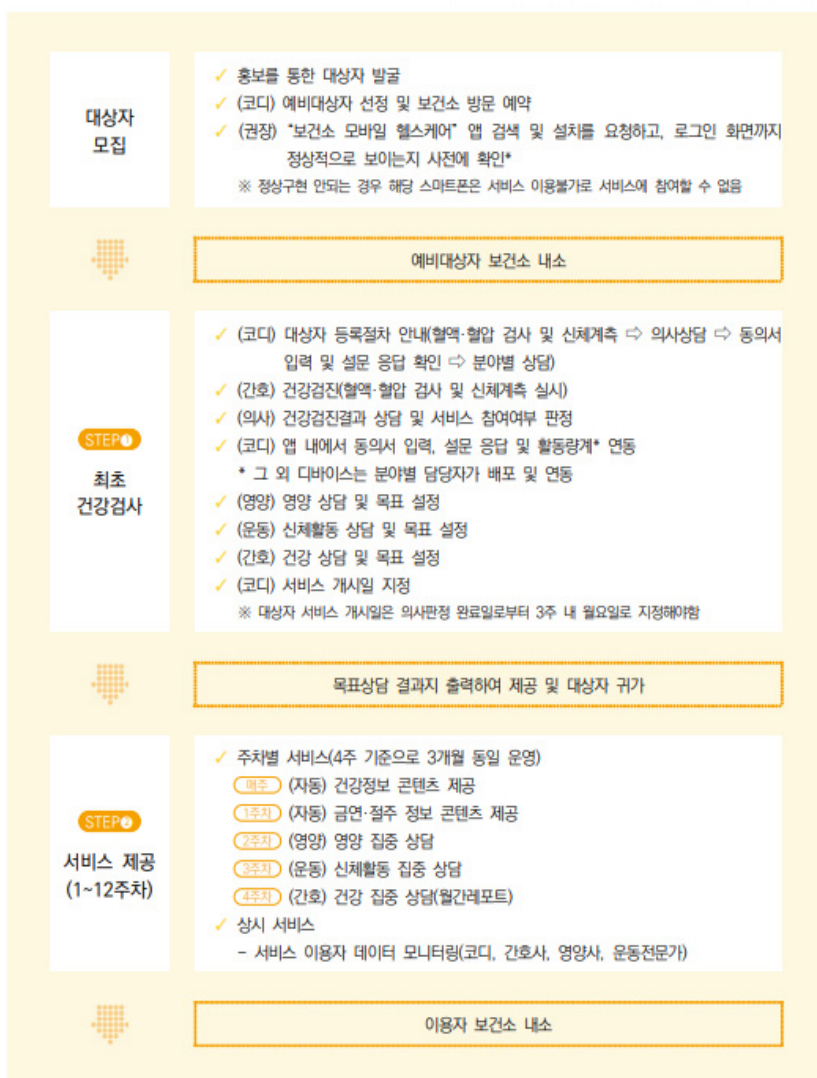 대상자
모집
✓ 홍보를 통한 대상자 발굴
✓ (코디) 예비대상자 선정 및 보건소 방문 예약
✓ (권장) “보건소 모바일 헬스케어” 앱 검색 및 설치를 요청하고, 로그인 화면까지
정상적으로 보이는지 사전에 확인*
※ 정상구현 안되는 경우 해당 스마트폰은 서비스 이용불가로 서비스에 참여할 수 없음
예비대상자 보건소 내소
STEP❶
최초
건강검사
✓ (코디) 대상자 등록절차 안내(혈액·혈압 검사 및 신체계측 ⇨ 의사상담 ⇨ 동의서
입력 및 설문 응답 확인 ⇨ 분야별 상담)
✓ (간호) 건강검진(혈액·혈압 검사 및 신체계측 실시)
✓ (의사) 건강검진결과 상담 및 서비스 참여여부 판정
✓ (코디) 앱 내에서 동의서 입력, 설문 응답 및 활동량계* 연동
* 그 외 디바이스는 분야별 담당자가 배포 및 연동
✓ (영양) 영양 상담 및 목표 설정
✓ (운동) 신체활동 상담 및 목표 설정
✓ (간호) 건강 상담 및 목표 설정
✓ (코디) 서비스 개시일 지정
※ 대상자 서비스 개시일은 의사판정 완료일로부터 3주 내 월요일로 지정해야함
목표상담 결과지 출력하여 제공 및 대상자 귀가
STEP❷
서비스 제공
(1~12주차)
✓ 주차별 서비스(4주 기준으로 3개월 동일 운영)
매주 (자동) 건강정보 콘텐츠 제공
1주차 (자동) 금연·절주 정보 콘텐츠 제공
2주차 (영양) 영양 집중 상담
3주차 (운동) 신체활동 집중 상담
4주차 (간호) 건강 집중 상담(월간레포트)
✓ 상시 서비스
- 서비스 이용자 데이터 모니터링(코디, 간호사, 영양사, 운동전문가)
이용자 보건소 내소